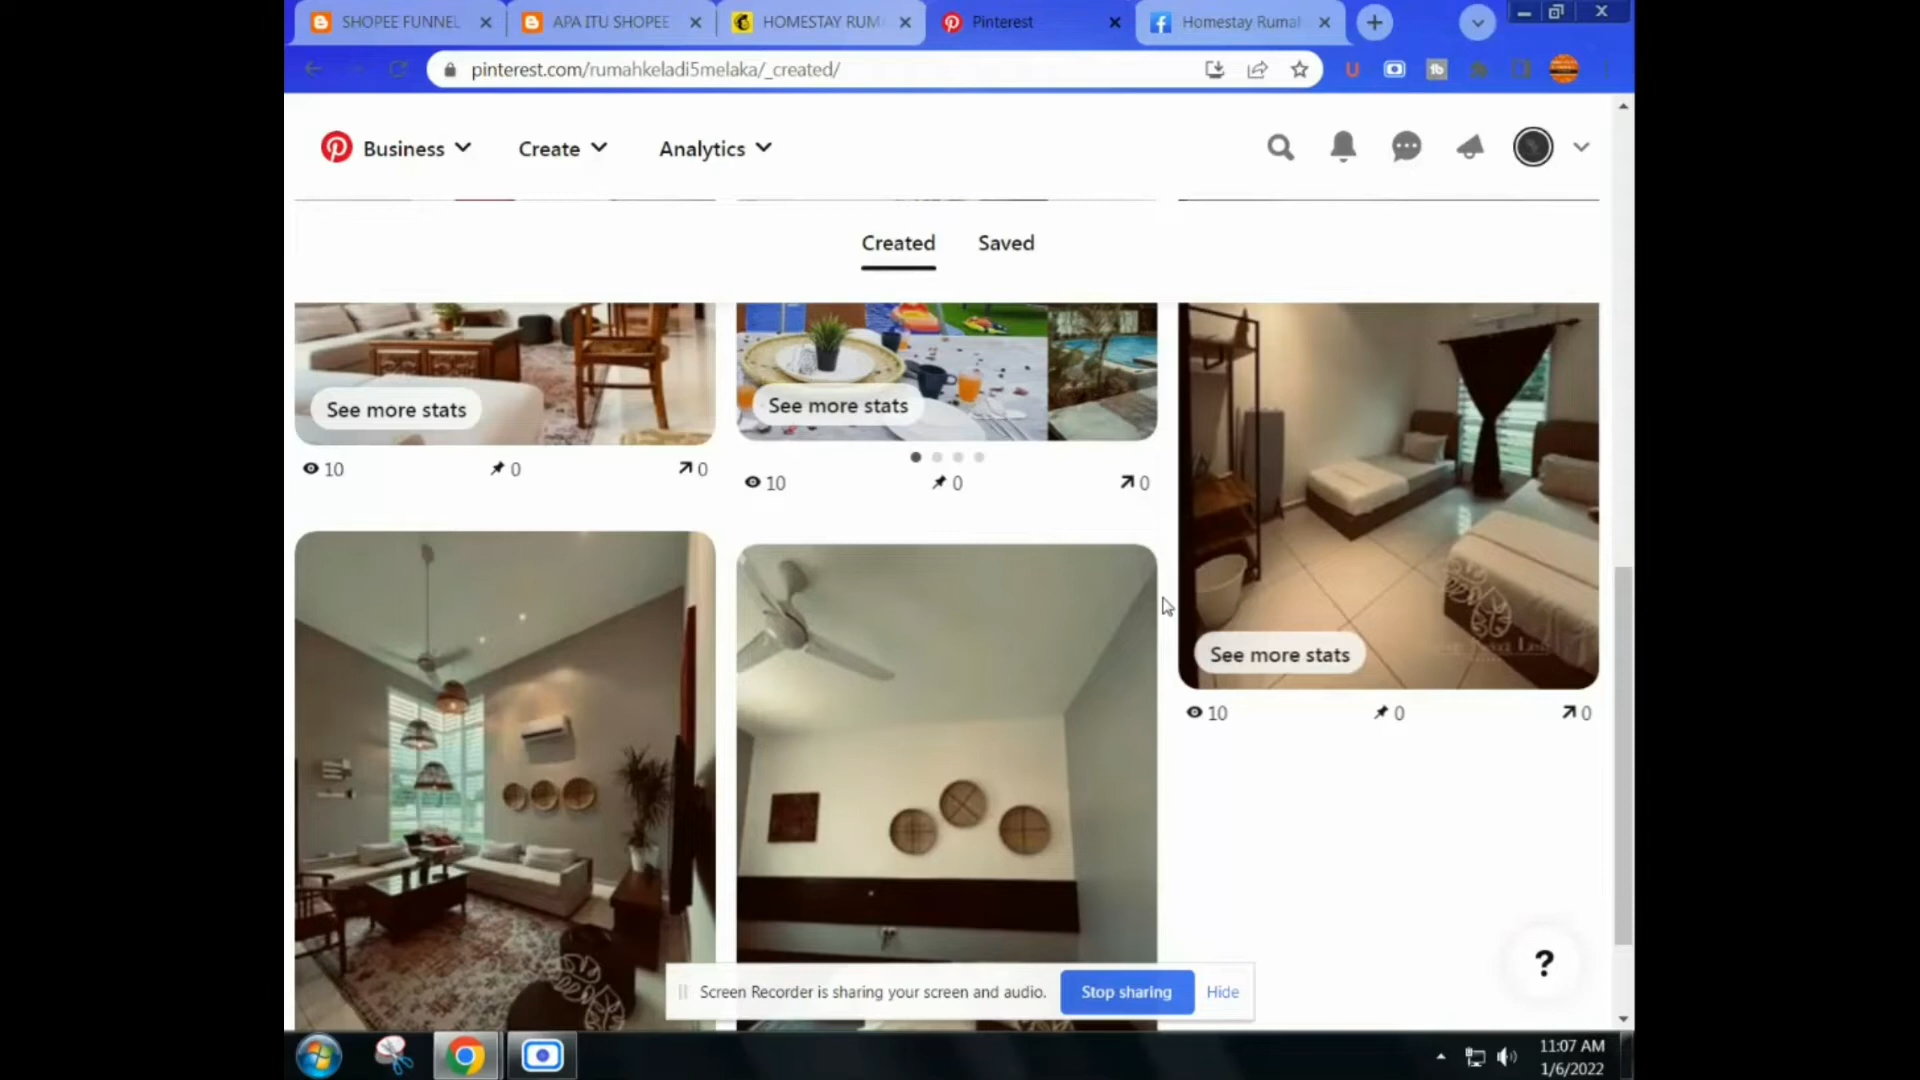 SHOPEE FUNNEL
APA ITU SHOPEE
HOMESTAY RUM
Pinterest
Homestay Rumah
pinterest.com/rumahkeladi5melaka/_created/
Business
Create
Analytics
Created
Saved
See more stats
See more stats
10 0 0
10 0 0
See more stats
10 0 0
?
Screen Recorder is sharing your screen and audio.
Stop sharing
Hide
11:07 AM
1/6/2022